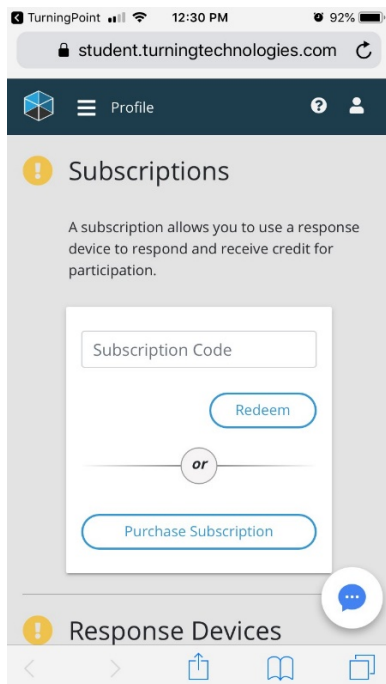 TurningPoint 12:30 PM 92%
student.turningtechnologies.com
Profile
Subscriptions
A subscription allows you to use a response
device to respond and receive credit for
participation.
Subscription Code
Redeem
or
Purchase Subscription
Response Devices